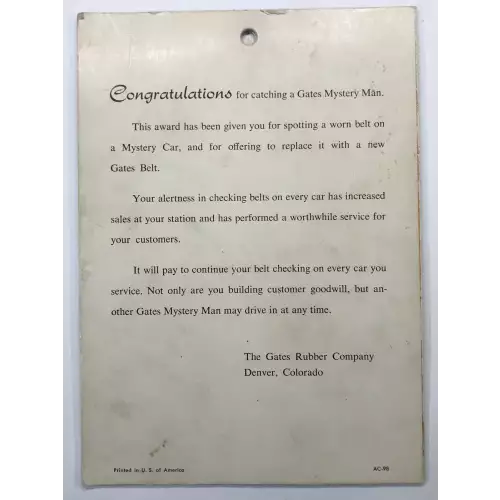 Congratulations for catching a Gates Mystery Man.
This award has been given you for spotting a worn belt on
a Mystery Car, and for offering to replace it with a new
Gates Belt.
Your alertness in checking belts on every car has increased
sales at your station and has performed a worthwhile service for
your customers.
It will pay to continue your belt checking on every car you
service. Not only are you building customer goodwill, but an-
other Gates Mystery Man may drive in at any time.
The Gates Rubber Company
Denver, Colorado
Printed in U. S. of America
AC-98